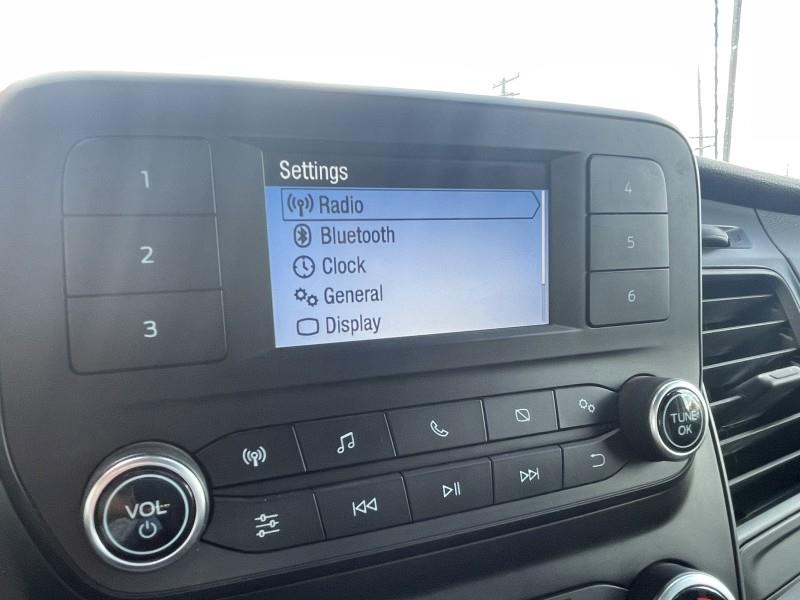 Settings
Radio
Bluetooth
Clock
General
Display
1
2
3
4
5
6
VOL
TUNE
OK